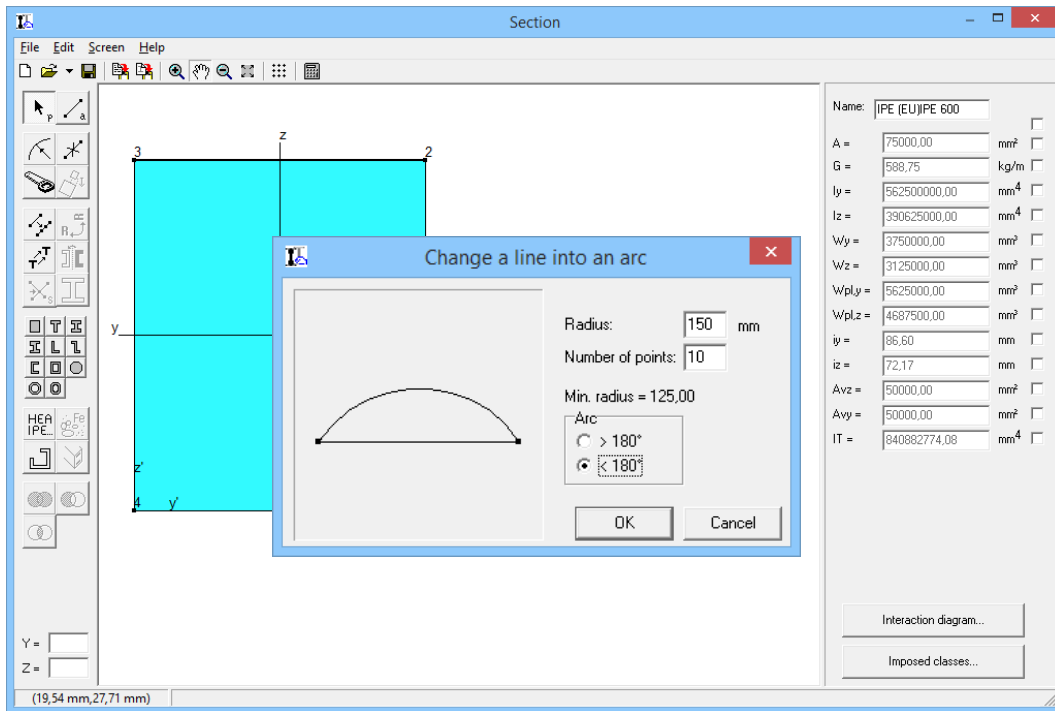 Section
File Edit Screen Help
p
a
R
T
T
s
HEA
IPE...
Fe
Y =
Z =
(19,54 mm,27,71 mm)
z
3
2
y
z'
4
y'
Change a line into an arc
Radius: 150 mm
Number of points: 10
Min. radius = 125,00
Arc
> 180°
< 180°
OK
Cancel
Name: IPE (EU)IPE 600
A = 75000,00 mm²
G = 588,75 kg/m
Iy = 562500000,00 mm4
Iz = 390625000,00 mm4
Wy = 3750000,00 mm³
Wz = 3125000,00 mm³
Wpl,y = 5625000,00 mm³
Wpl,z = 4687500,00 mm³
iy = 86,60 mm
iz = 72,17 mm
Avz = 50000,00 mm²
Avy = 50000,00 mm²
IT = 840882774,08 mm4
Interaction diagram...
Imposed classes...